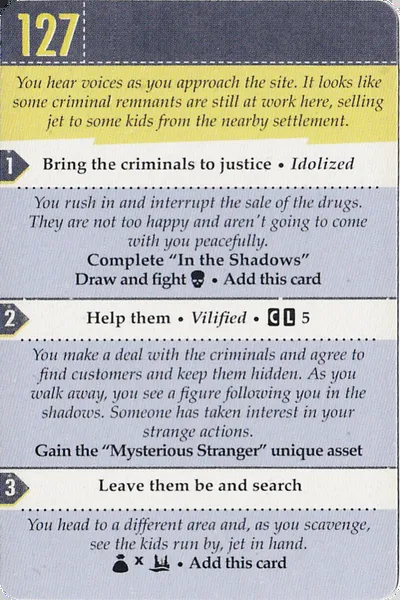 127
You hear voices as you approach the site. It looks like
some criminal remnants are still at work here, selling
jet to some kids from the nearby settlement.
1 Bring the criminals to justice • Idolized
You rush in and interrupt the sale of the drugs.
They are not too happy and aren't going to come
with you peacefully.
Complete “In the Shadows”
Draw and fight • Add this card
2 Help them • Vilified • C L 5
You make a deal with the criminals and agree to
find customers and keep them hidden. As you
walk away, you see a figure following you in the
shadows. Someone has taken interest in your
strange actions.
Gain the “Mysterious Stranger” unique asset
3 Leave them be and search
You head to a different area and, as you scavenge,
see the kids run by, jet in hand.
x • Add this card